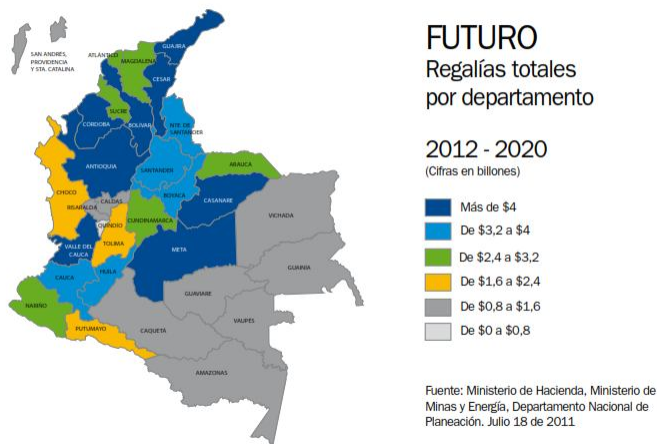 FUTURO
Regalías totales
por departamento
2012 - 2020
(Cifras en billones)
Más de $4
De $3,2 a $4
De $2,4 a $3,2
De $1,6 a $2,4
De $0,8 a $1,6
De $0 a $0,8
Fuente: Ministerio de Hacienda, Ministerio de
Minas y Energía, Departamento Nacional de
Planeación. Julio 18 de 2011
SAN ANDRÉS,
PROVIDENCIA
Y STA. CATALINA
GUAJIRA
ATLÁNTICO
MAGDALENA
CESAR
SUCRE
CORDOBA
BOLIVAR
NTE. DE
SANTANDER
ANTIOQUIA
SANTANDER
ARAUCA
CHOCO
CALDAS
BOYACA
CASANARE
RISARALDA
CUNDINAMARCA
VICHADA
QUINDIO
TOLIMA
VALLE DEL
CAUCA
META
GUAINIA
CAUCA
HUILA
GUAVIARE
NARIÑO
VAUPÉS
PUTUMAYO
CAQUETA
AMAZONAS